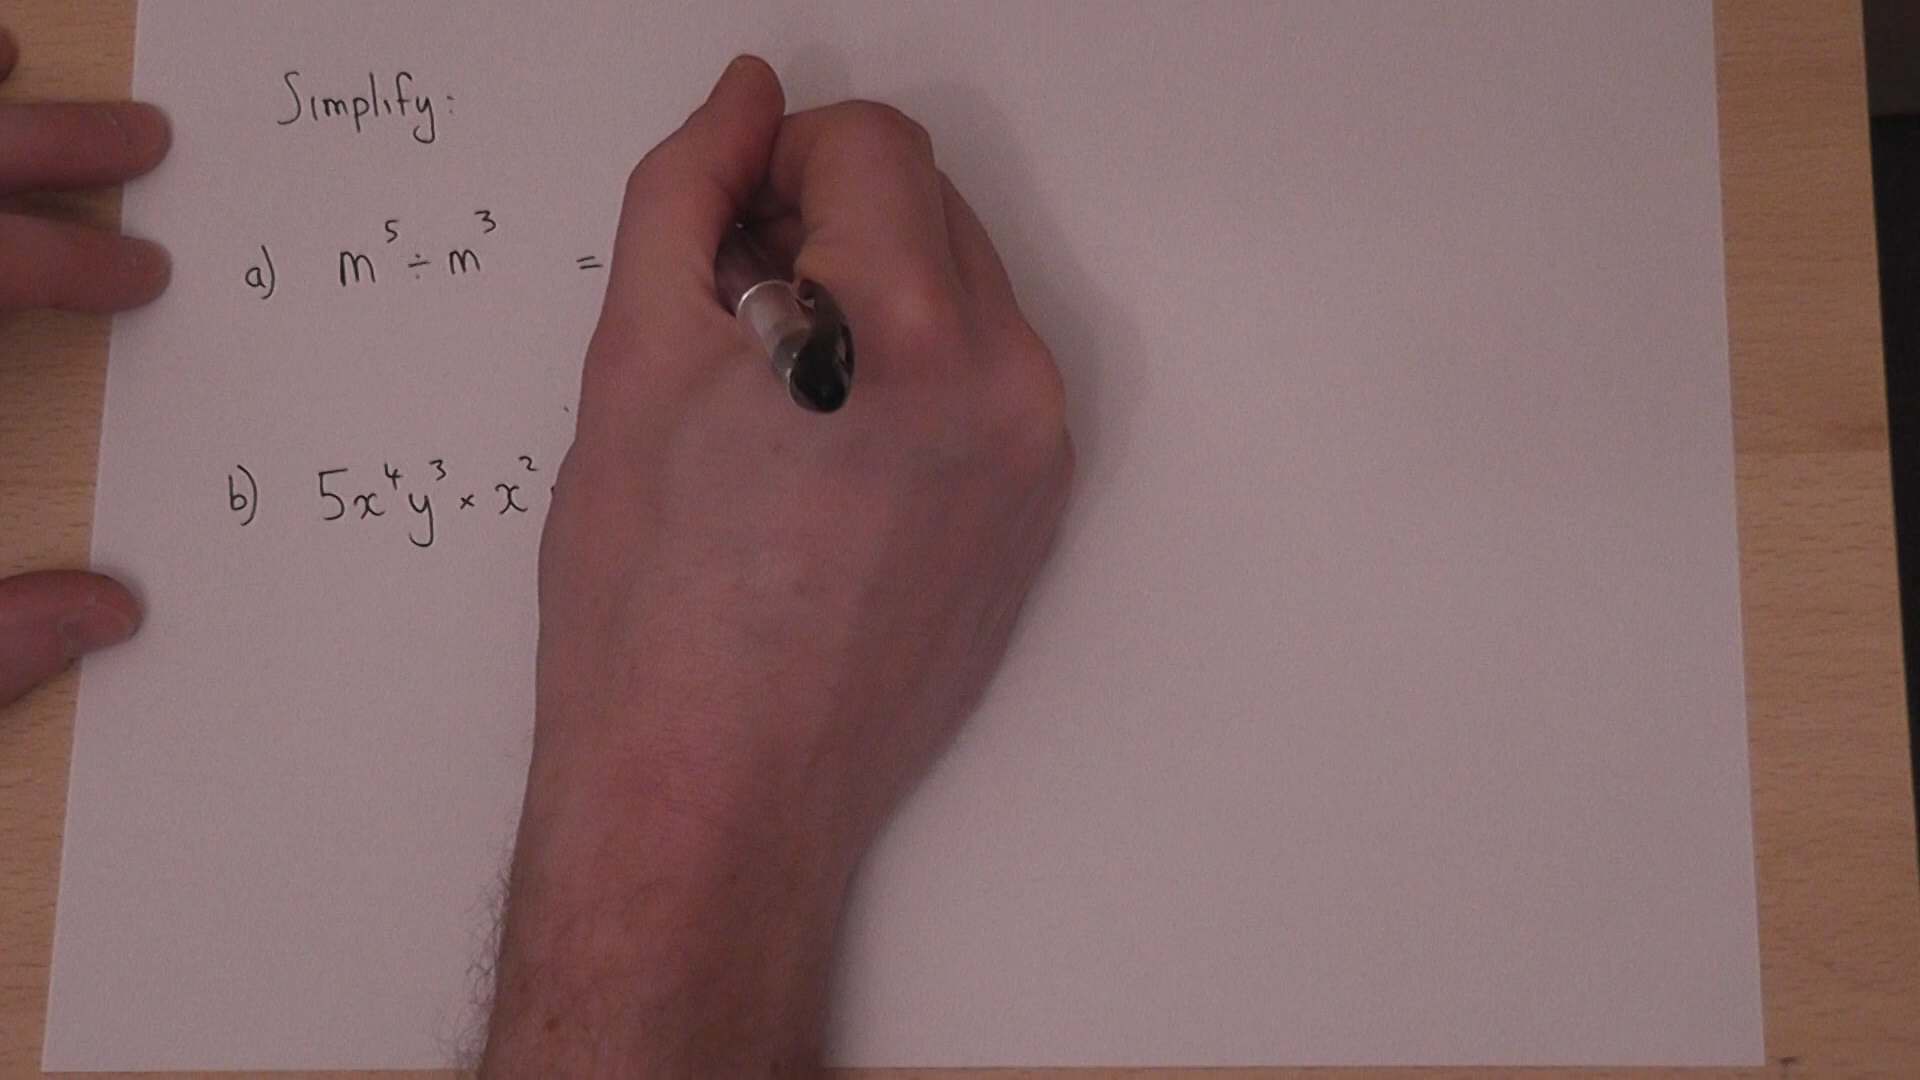 Simplify:
a) m⁵ ÷ m³ =
b) 5x⁴y³ × x²